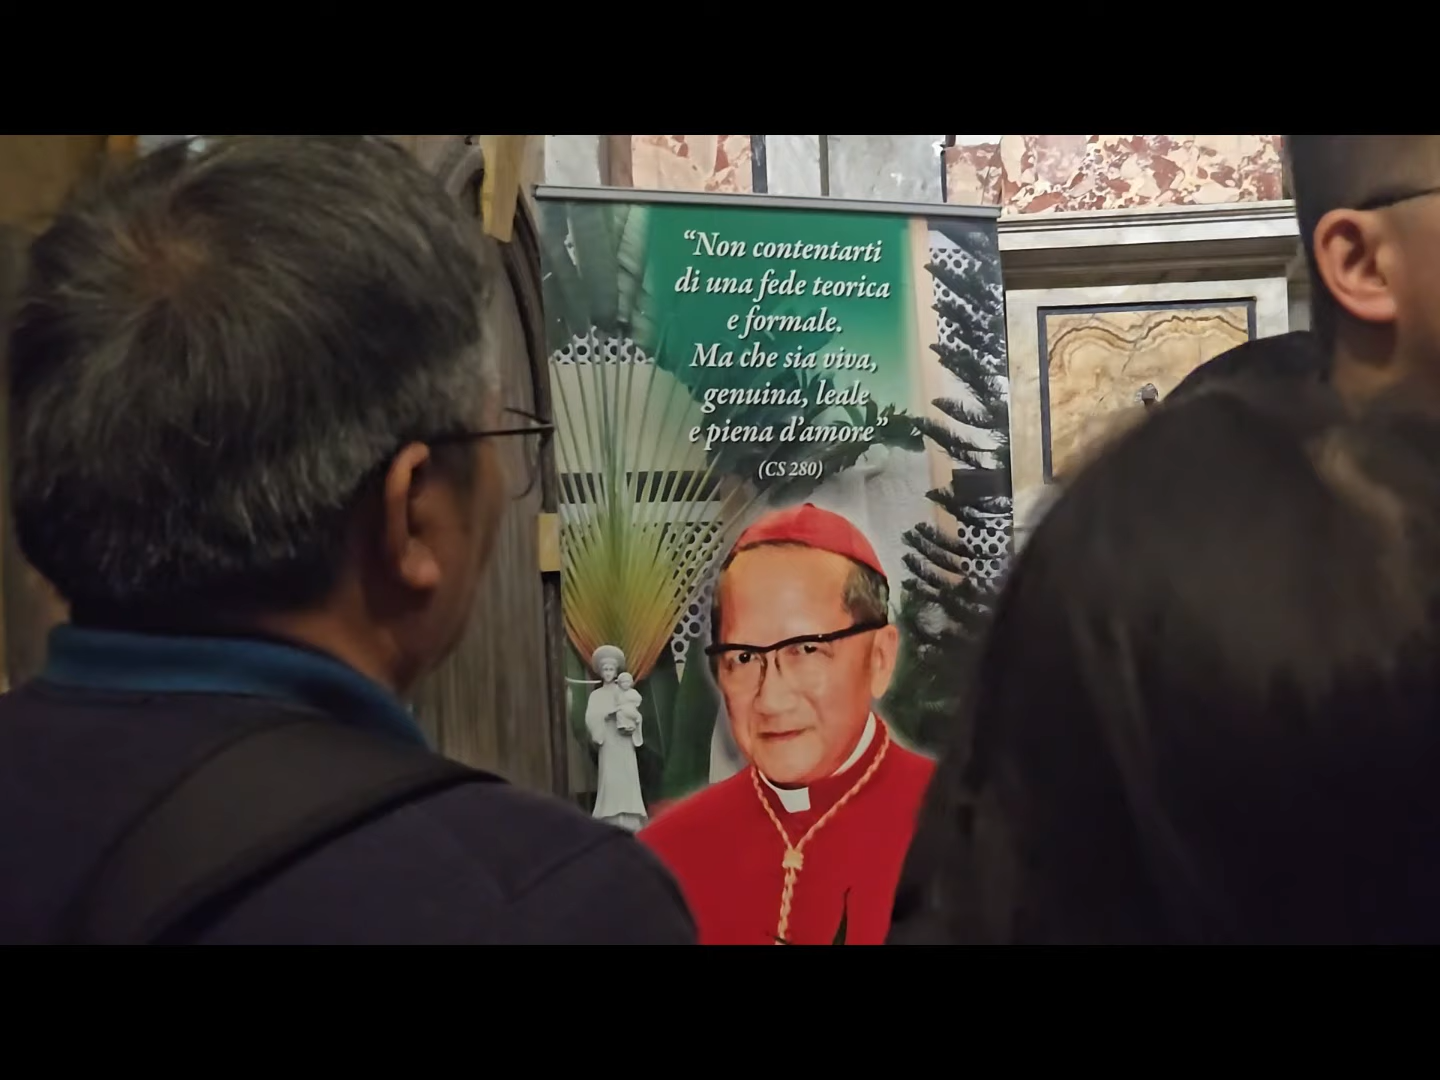 “Non contentarti
di una fede teorica
e formale.
Ma che sia viva,
genuina, leale
e piena d’amore”
(CS 280)